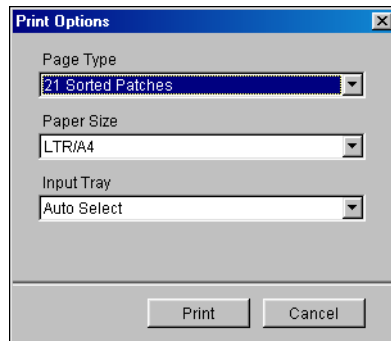 Print Options
Page Type
21 Sorted Patches
Paper Size
LTR/A4
Input Tray
Auto Select
Print Cancel